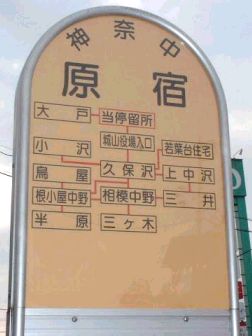 神奈中
原宿
大戸 当停留所
小沢 城山役場入口 若葉台住宅
鳥屋 久保沢 上中沢
根小屋中野 相模中野 三井
半原 三ヶ木